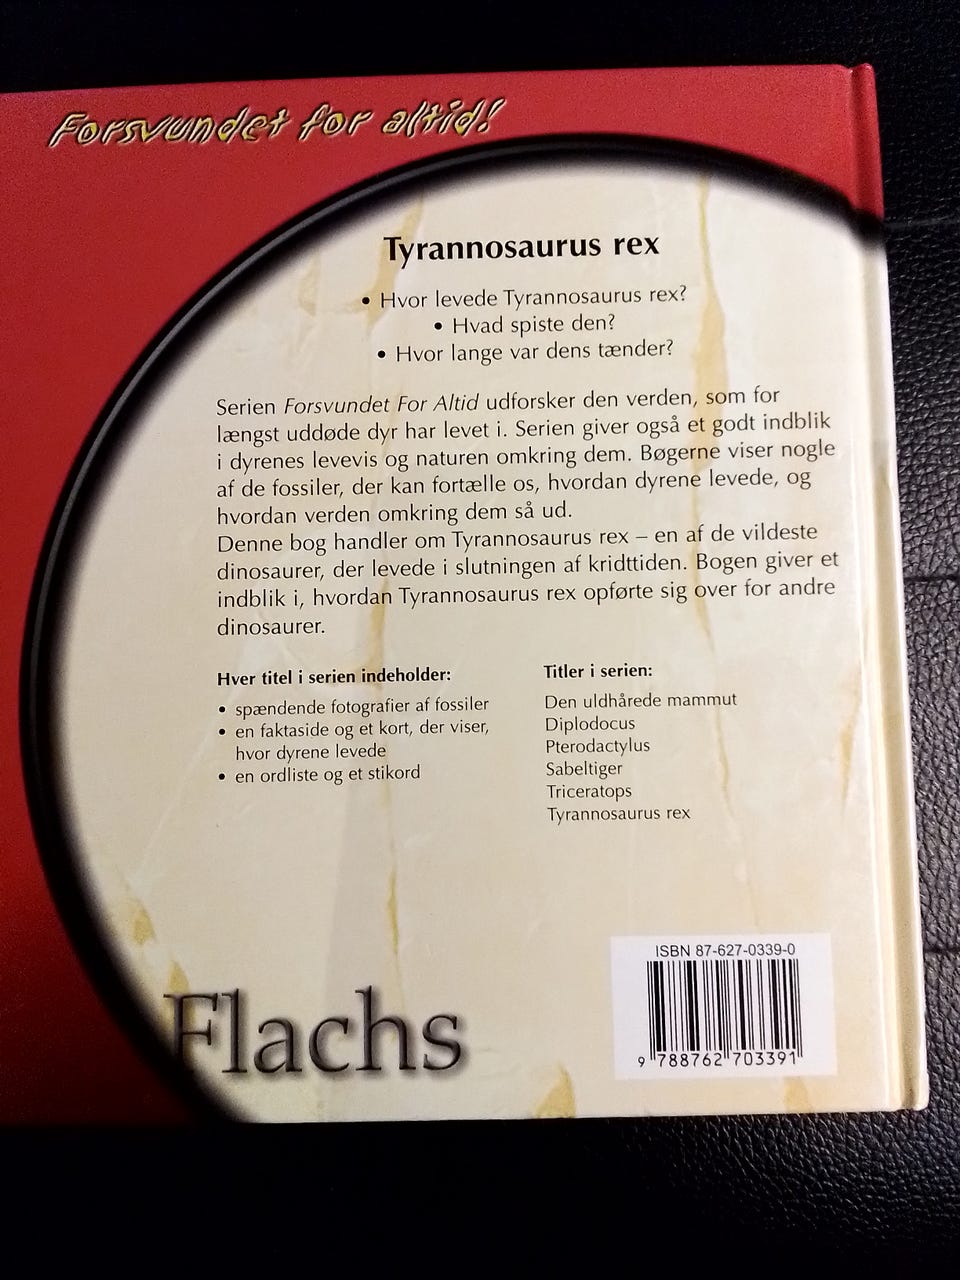 Forsvundet for altid!
Tyrannosaurus rex
• Hvor levede Tyrannosaurus rex?
• Hvad spiste den?
• Hvor lange var dens tænder?
Serien Forsvundet For Altid udforsker den verden, som for
længst uddøde dyr har levet i. Serien giver også et godt indblik
i dyrenes levevis og naturen omkring dem. Bøgerne viser nogle
af de fossiler, der kan fortælle os, hvordan dyrene levede, og
hvordan verden omkring dem så ud.
Denne bog handler om Tyrannosaurus rex – en af de vildeste
dinosaurer, der levede i slutningen af kridttiden. Bogen giver et
indblik i, hvordan Tyrannosaurus rex opførte sig over for andre
dinosaurer.
Hver titel i serien indeholder:
• spændende fotografier af fossiler
• en faktaside og et kort, der viser,
hvor dyrene levede
• en ordliste og et stikord
Titler i serien:
Den uldhårede mammut
Diplodocus
Pterodactylus
Sabeltiger
Triceratops
Tyrannosaurus rex
Flachs
ISBN 87-627-0339-0
9 788762 703391